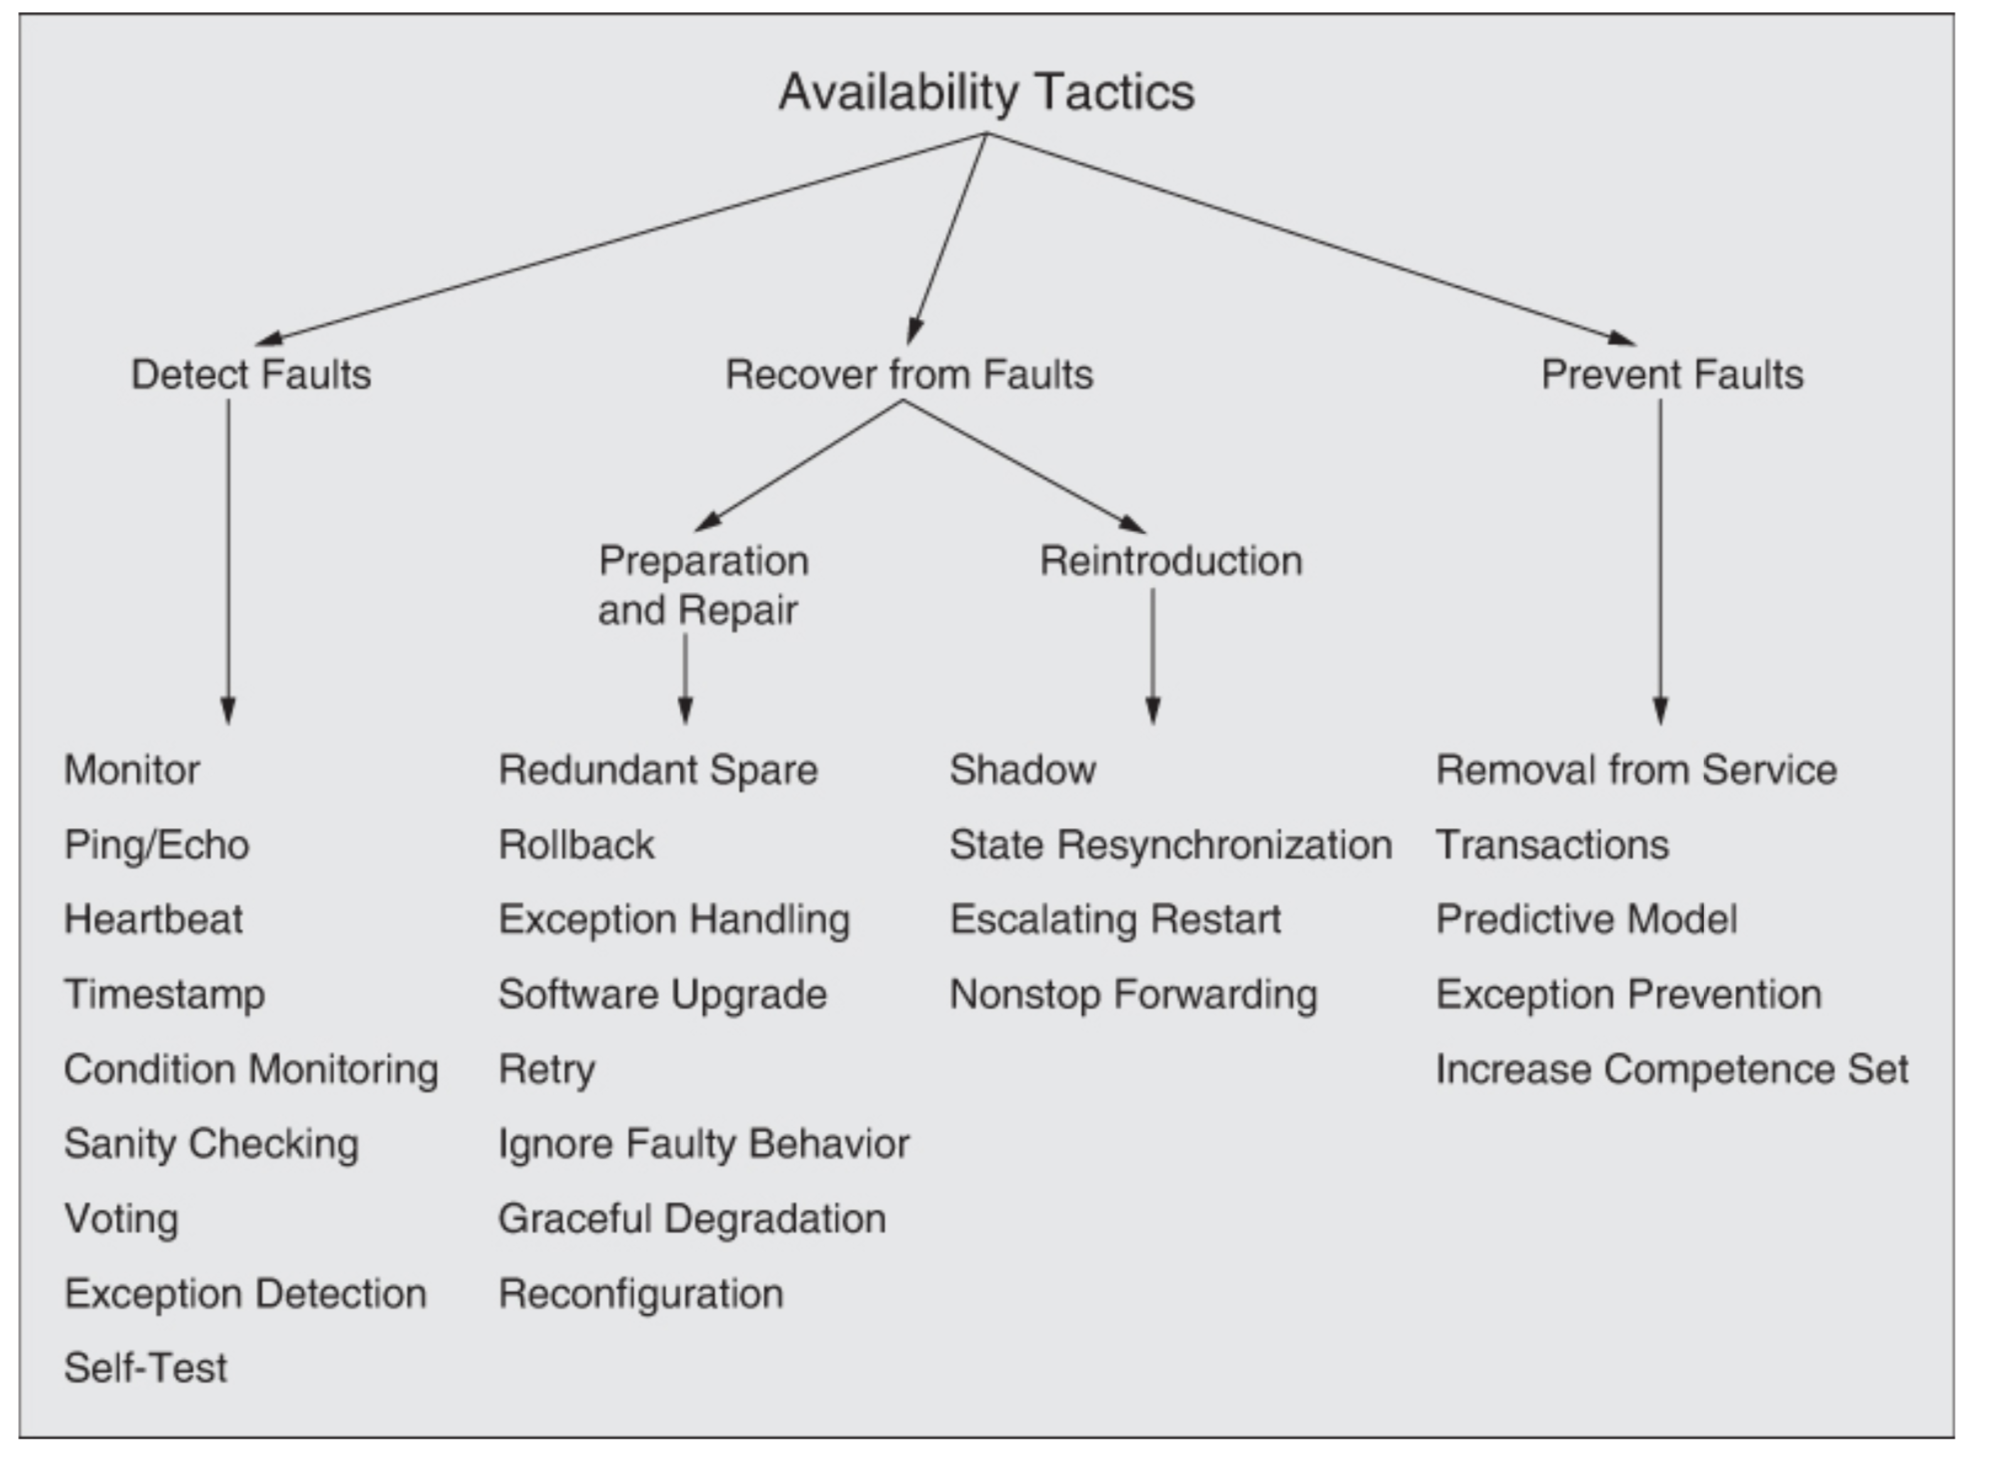 Availability Tactics
Detect Faults
Recover from Faults
Prevent Faults
Preparation
and Repair
Reintroduction
Monitor
Ping/Echo
Heartbeat
Timestamp
Condition Monitoring
Sanity Checking
Voting
Exception Detection
Self-Test
Redundant Spare
Rollback
Exception Handling
Software Upgrade
Retry
Ignore Faulty Behavior
Graceful Degradation
Reconfiguration
Shadow
State Resynchronization
Escalating Restart
Nonstop Forwarding
Removal from Service
Transactions
Predictive Model
Exception Prevention
Increase Competence Set